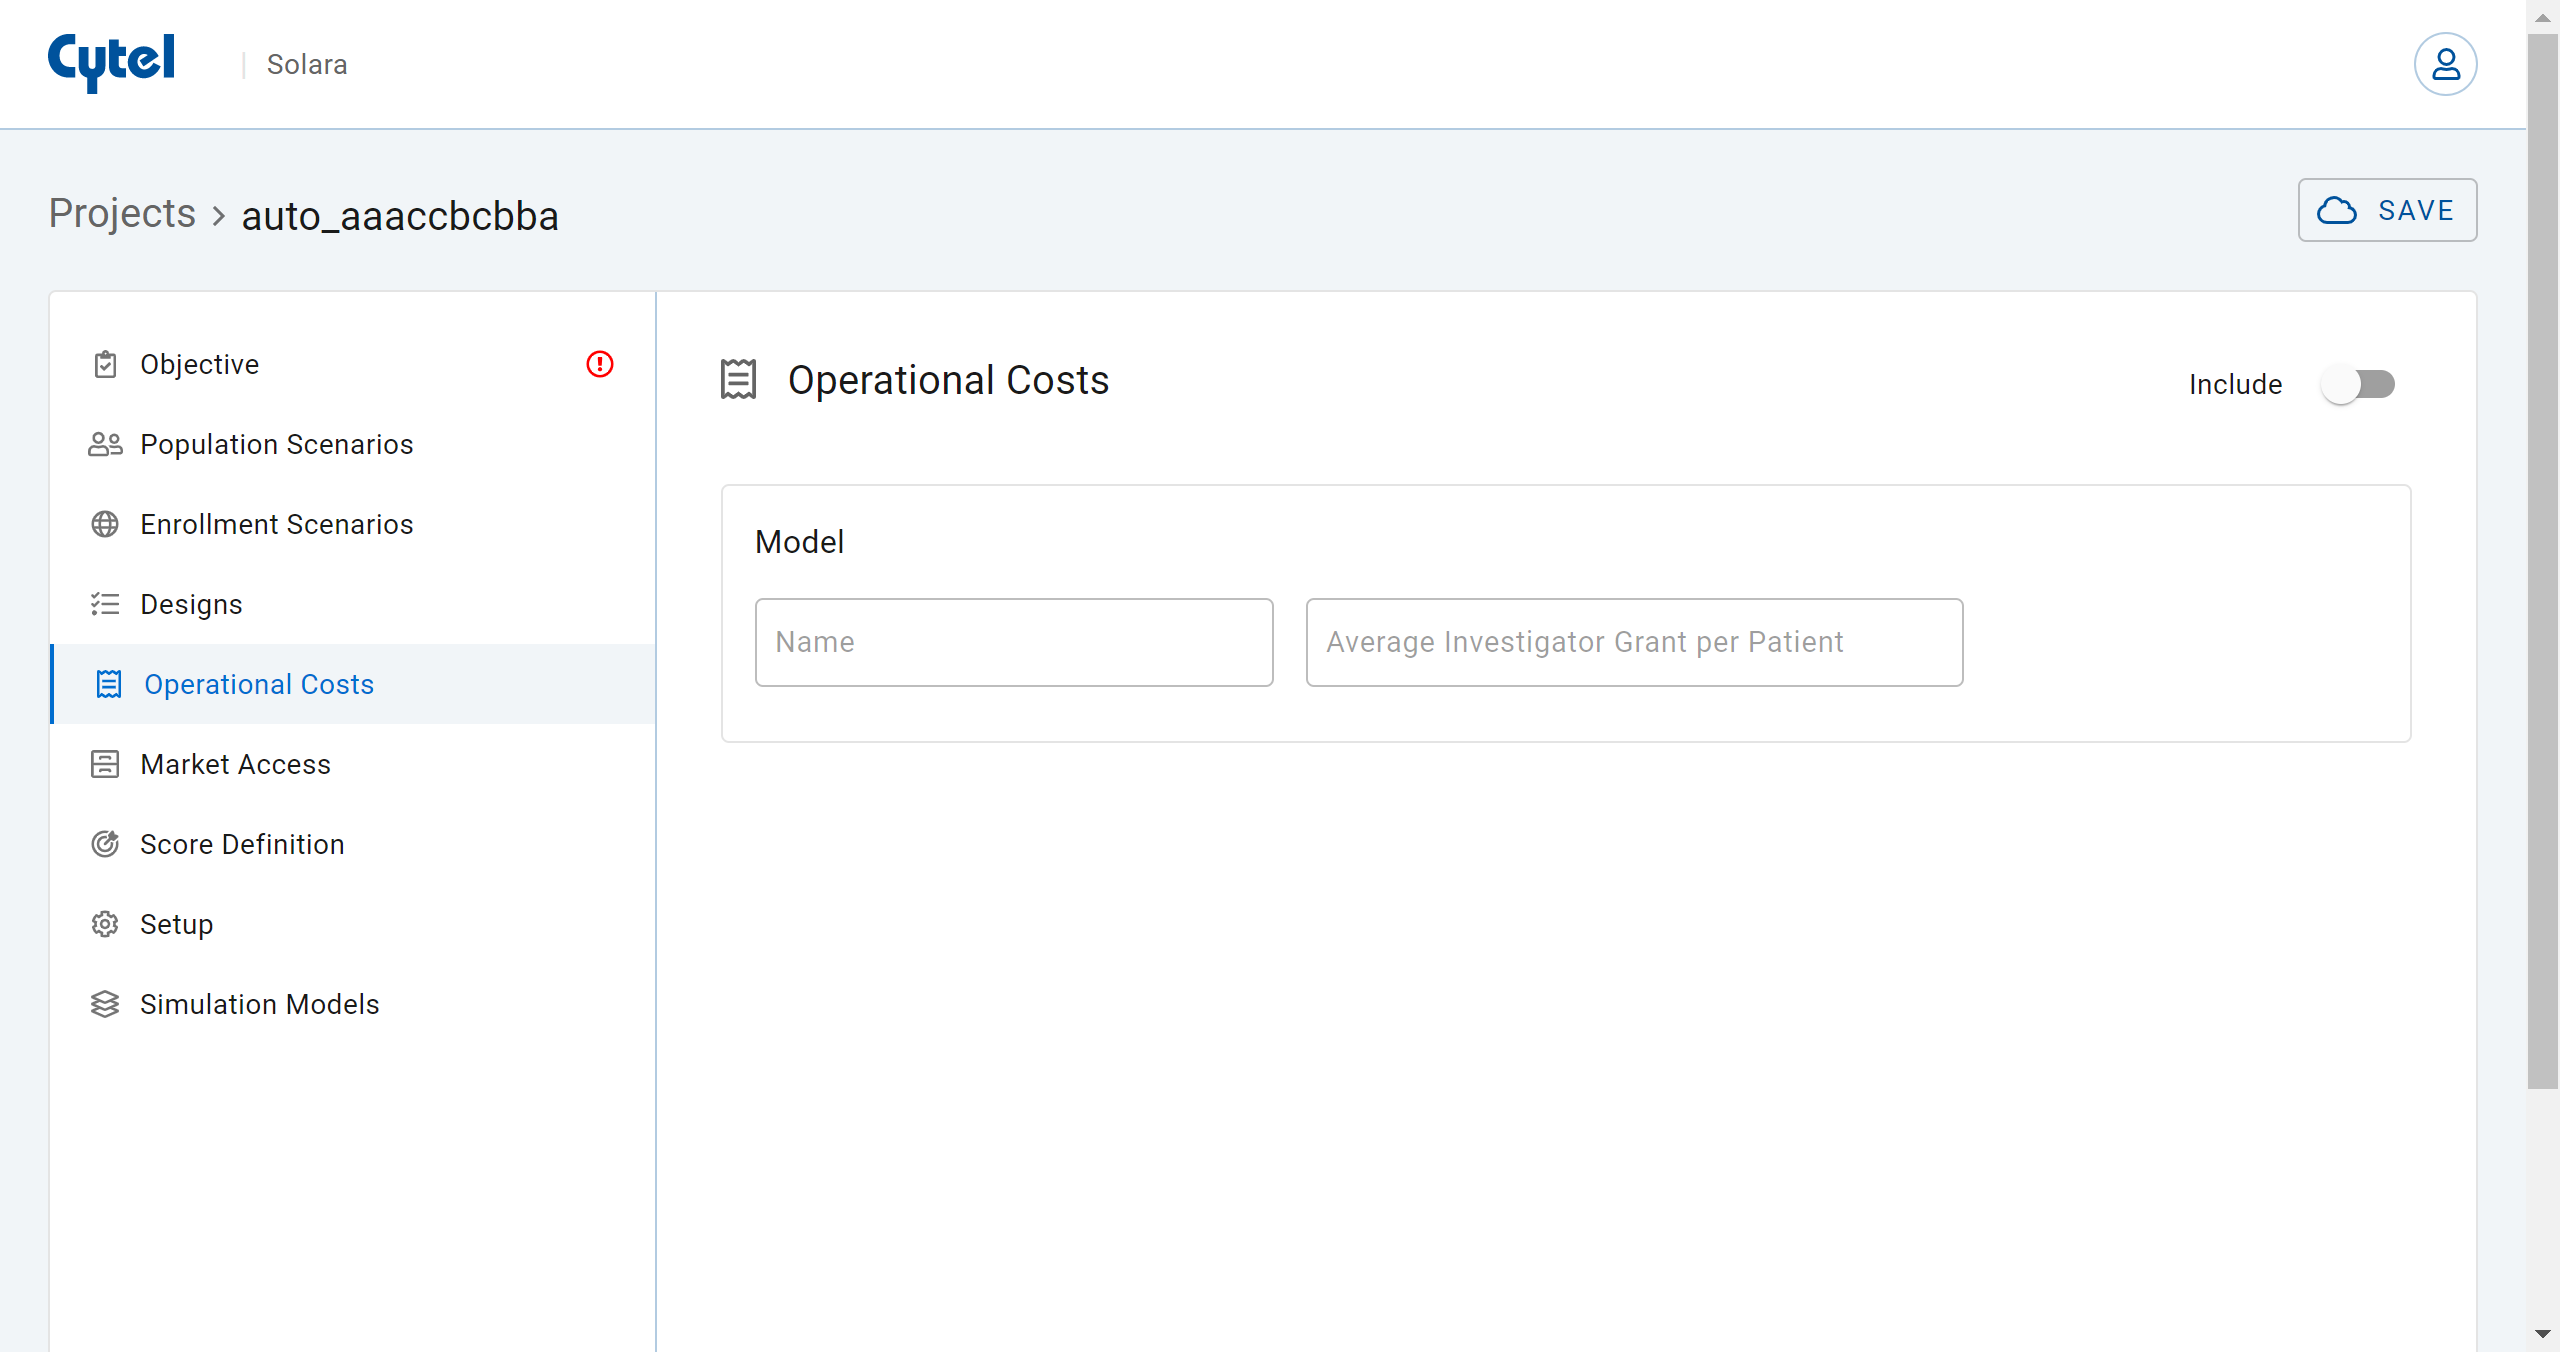 Cytel | Solara
Projects > auto_aaaccbcbba
SAVE
Objective
Population Scenarios
Enrollment Scenarios
Designs
Operational Costs
Market Access
Score Definition
Setup
Simulation Models
Operational Costs
Include
Model
Name
Average Investigator Grant per Patient